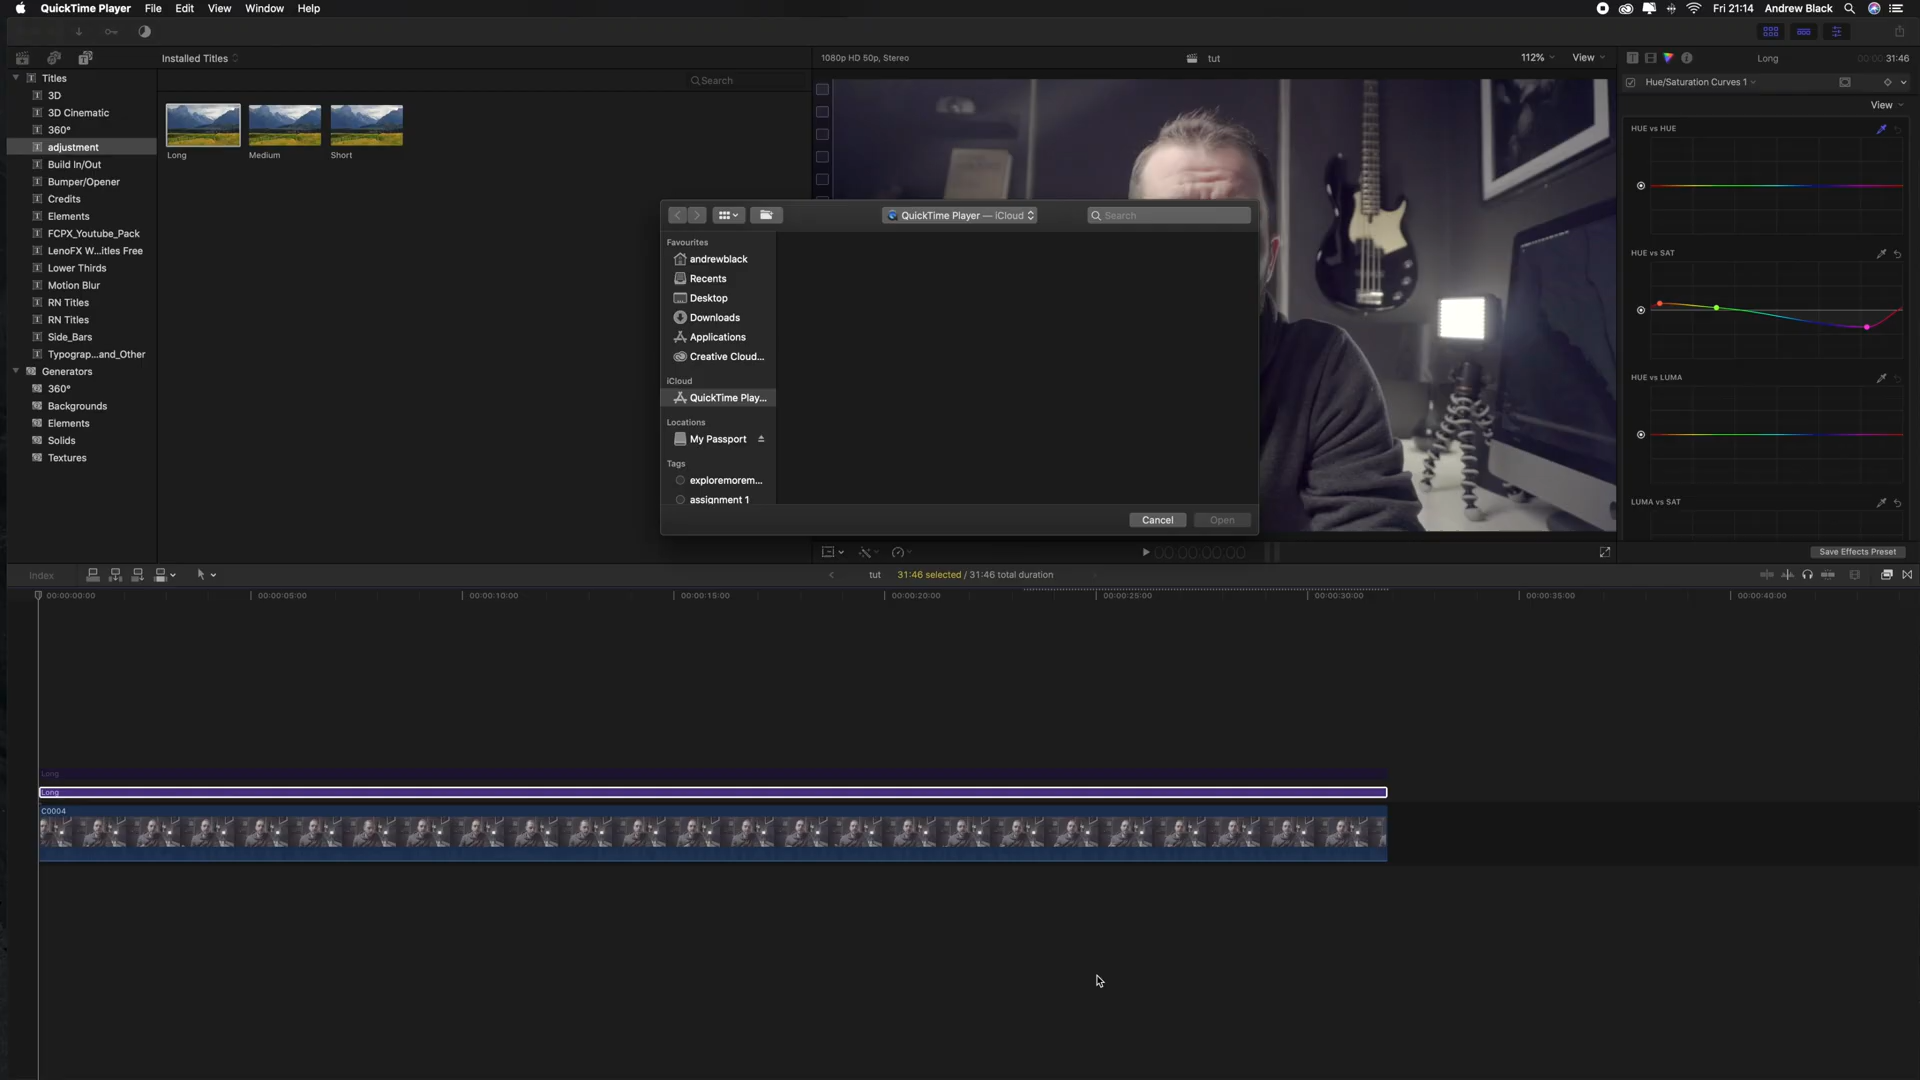 QuickTime Player File Edit View Window Help
Fri 21:14 Andrew Black
Installed Titles
1080p HD 50p, Stereo
tut
112%
View
Long
00:00:31:46
Titles
3D
3D Cinematic
360°
adjustment
Build In/Out
Bumper/Opener
Credits
Elements
FCPX_Youtube_Pack
LenoFX W...itles Free
Lower Thirds
Motion Blur
RN Titles
RN Titles
Side_Bars
Typograp...and_Other
Generators
360°
Backgrounds
Elements
Solids
Textures
Search
Long
Medium
Short
QuickTime Player — iCloud
Search
Favourites
andrewblack
Recents
Desktop
Downloads
Applications
Creative Cloud...
iCloud
QuickTime Play...
Locations
My Passport
Tags
exploremorem...
assignment 1
Cancel
Open
Hue/Saturation Curves 1
View
HUE vs HUE
HUE vs SAT
HUE vs LUMA
LUMA vs SAT
Save Effects Preset
00:00:00:00
Index
tut
31:46 selected / 31:46 total duration
00:00:00:00
00:00:05:00
00:00:10:00
00:00:15:00
00:00:20:00
00:00:25:00
00:00:30:00
00:00:35:00
00:00:40:00
Long
Long
C0004